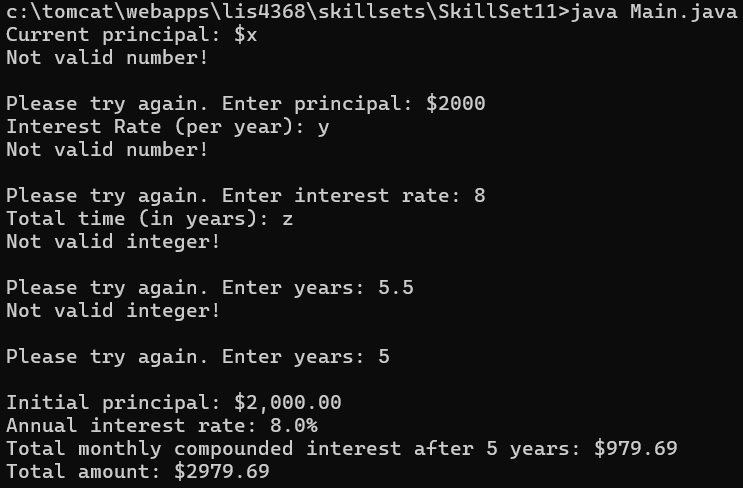 c:\tomcat\webapps\lis4368\skillsets\SkillSet11>java Main.java
Current principal: $x
Not valid number!
Please try again. Enter principal: $2000
Interest Rate (per year): y
Not valid number!
Please try again. Enter interest rate: 8
Total time (in years): z
Not valid integer!
Please try again. Enter years: 5.5
Not valid integer!
Please try again. Enter years: 5
Initial principal: $2,000.00
Annual interest rate: 8.0%
Total monthly compounded interest after 5 years: $979.69
Total amount: $2979.69